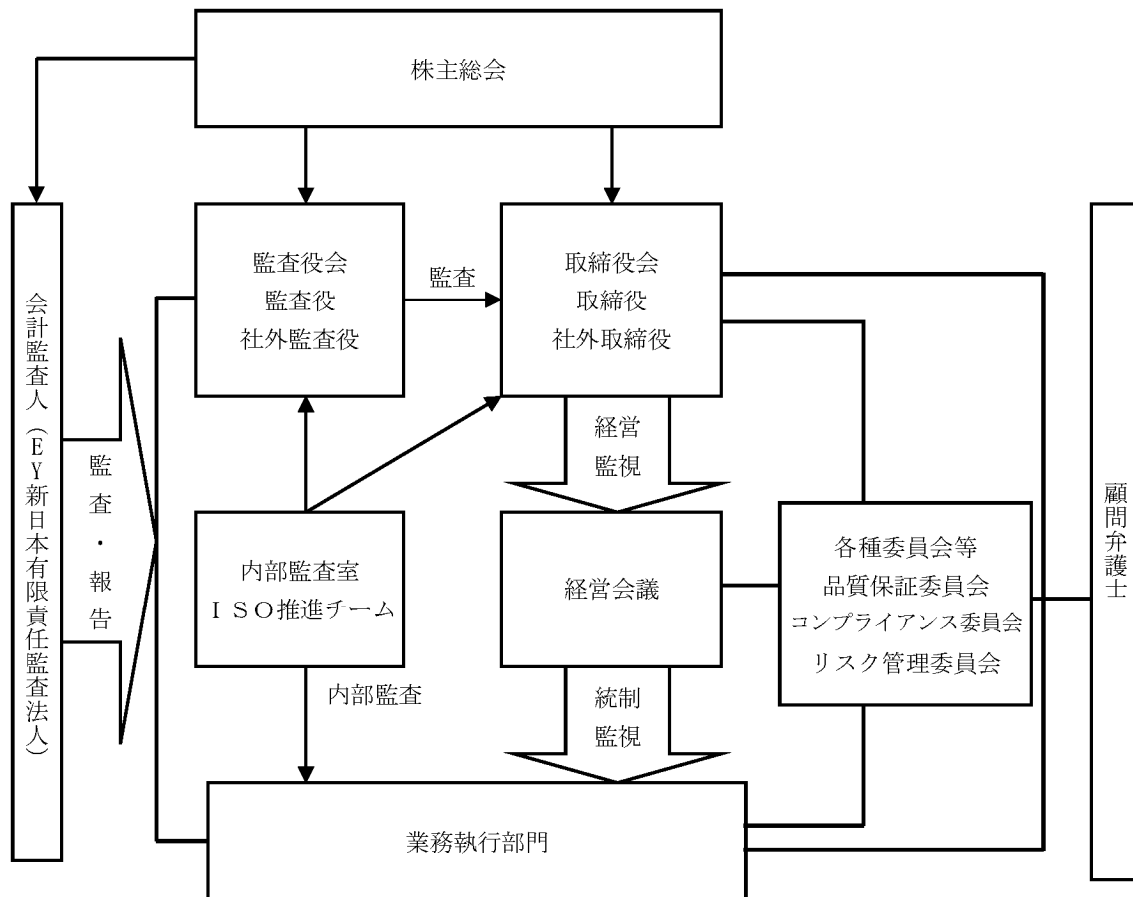 株主総会
監査役会
監査役
社外監査役
監査
取締役会
取締役
社外取締役
会計監査人（ＥＹ新日本有限責任監査法人）
監査・報告
経営
監視
顧問弁護士
内部監査室
ＩＳＯ推進チーム
経営会議
各種委員会等
品質保証委員会
コンプライアンス委員会
リスク管理委員会
内部監査
統制
監視
業務執行部門